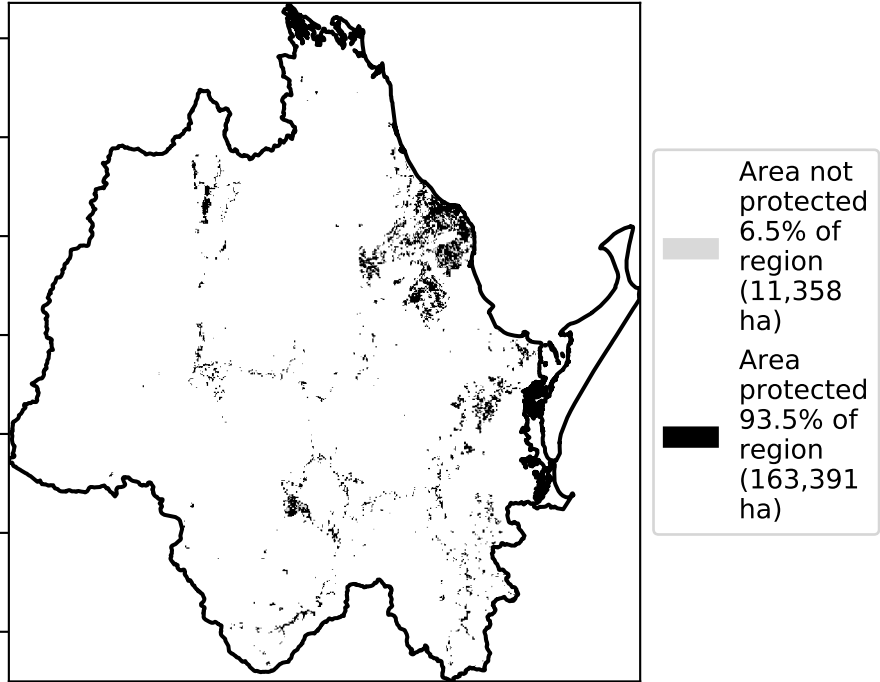 Area not
protected
6.5% of
region
(11,358
ha)
Area
protected
93.5% of
region
(163,391
ha)